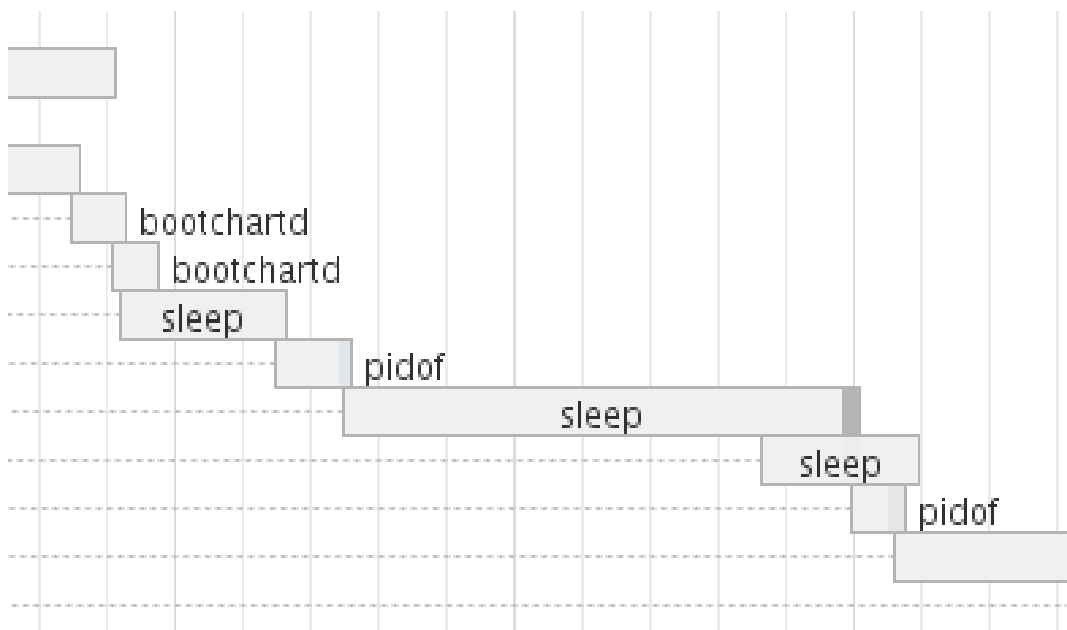 bootchartd
bootchartd
sleep
pidof
sleep
sleep
pidof